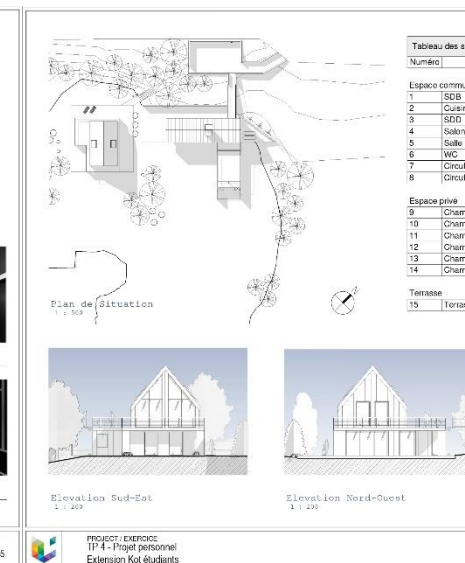 Tableau des s
Numéro
Espace commu
1 SDB
2 Cuisin
3 SDD
4 Salon
5 Salle
6 WC
7 Circul
8 Circul
Espace privé
9 Cham
10 Cham
11 Cham
12 Cham
13 Cham
14 Cham
Terrasse
15 Terras
Plan de Situation
1 : 500
Elevation Sud-Est
1 : 200
Elevation Nord-Ouest
1 : 200
5
PROJECT / EXERCICE
TP 4 - Projet personnel
Extension Kot étudiants